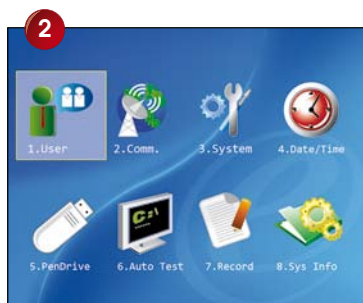 2
1.User
2.Comm.
3.System
4.Date/Time
C:\
5.PenDrive
6.Auto Test
7.Record
8.Sys Info